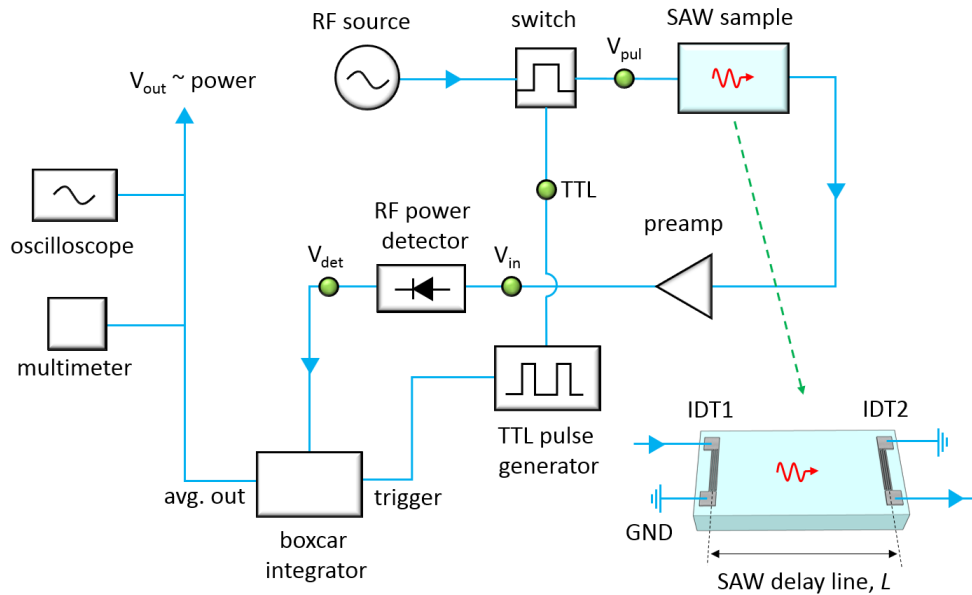 RF source
switch
SAW sample
V_pul
V_out ~ power
TTL
oscilloscope
RF power
detector
preamp
V_det
V_in
multimeter
TTL pulse
generator
IDT1
IDT2
avg. out
trigger
boxcar
integrator
GND
SAW delay line, L